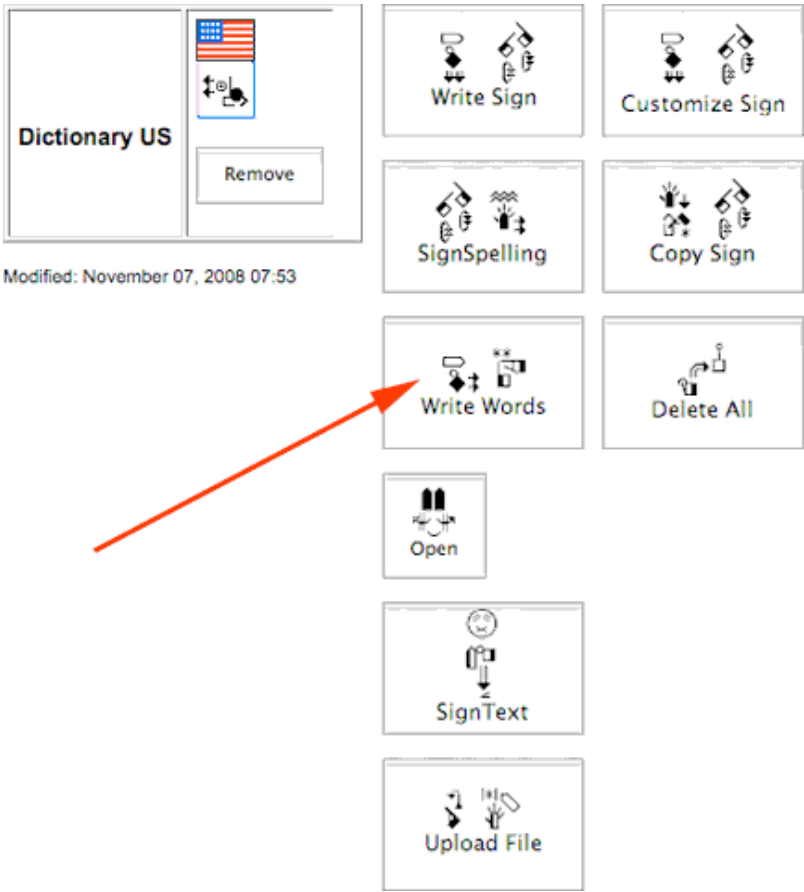 Dictionary US
Remove
Modified: November 07, 2008 07:53
Write Sign
Customize Sign
SignSpelling
Copy Sign
Write Words
Delete All
Open
SignText
Upload File